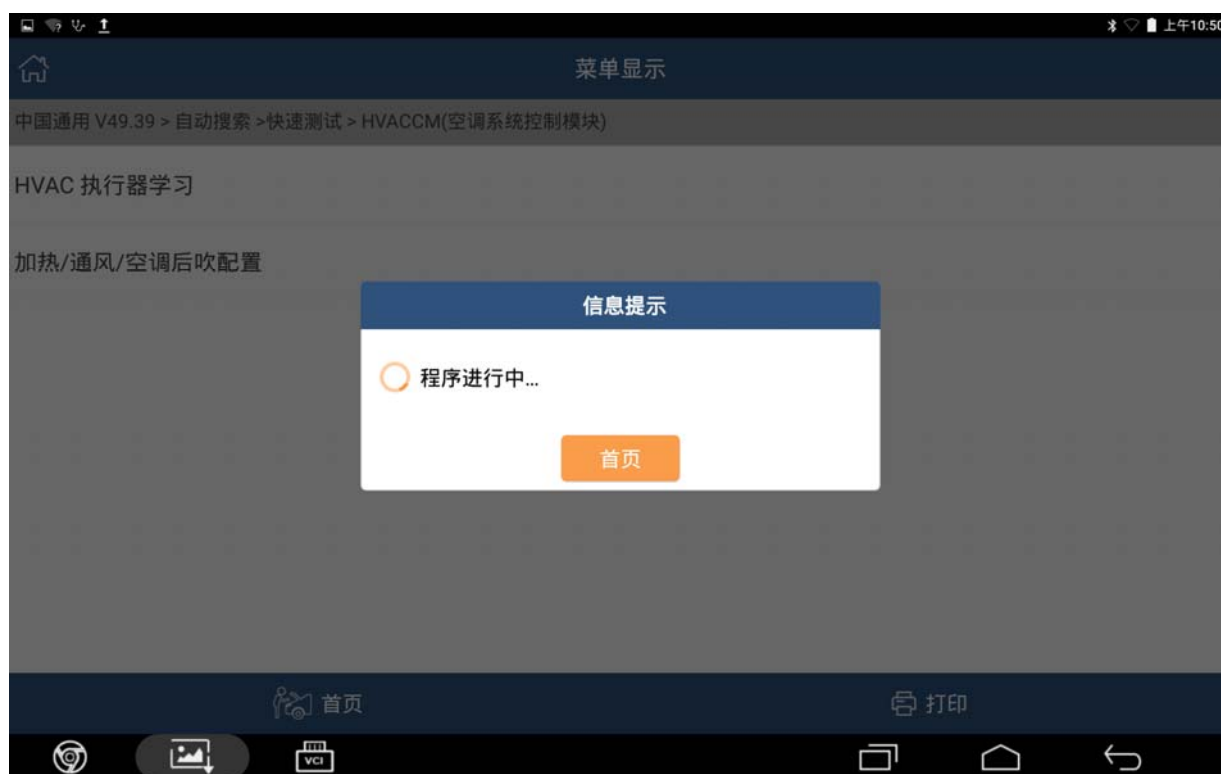 上午10:50
菜单显示
中国通用 V49.39 > 自动搜索 >快速测试 > HVACCM(空调系统控制模块)
HVAC 执行器学习
加热/通风/空调后吹配置
信息提示
程序进行中...
首页
首页
打印
VCI